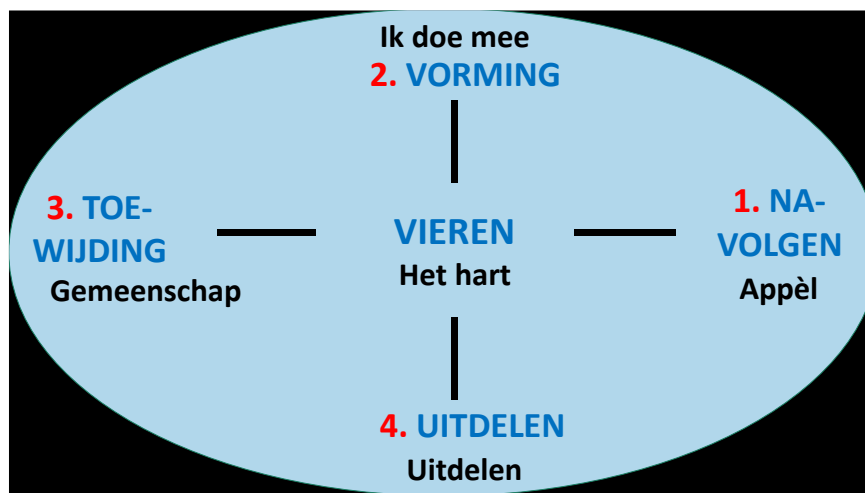 Ik doe mee
2. VORMING
3. TOE-
WIJDING
Gemeenschap
VIEREN
Het hart
1. NA-
VOLGEN
Appèl
4. UITDELEN
Uitdelen